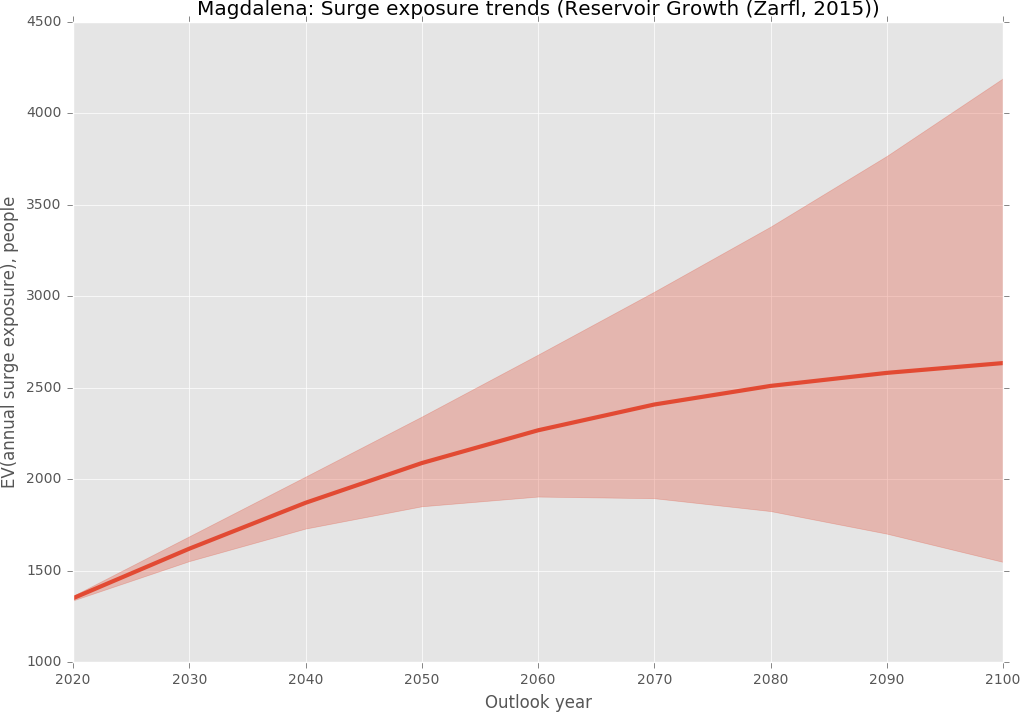 Magdalena: Surge exposure trends (Reservoir Growth (Zarfl, 2015))
4500
4000
3500
3000
2500
2000
1500
1000
EV(annual surge exposure), people
2020 2030 2040 2050 2060 2070 2080 2090 2100
Outlook year